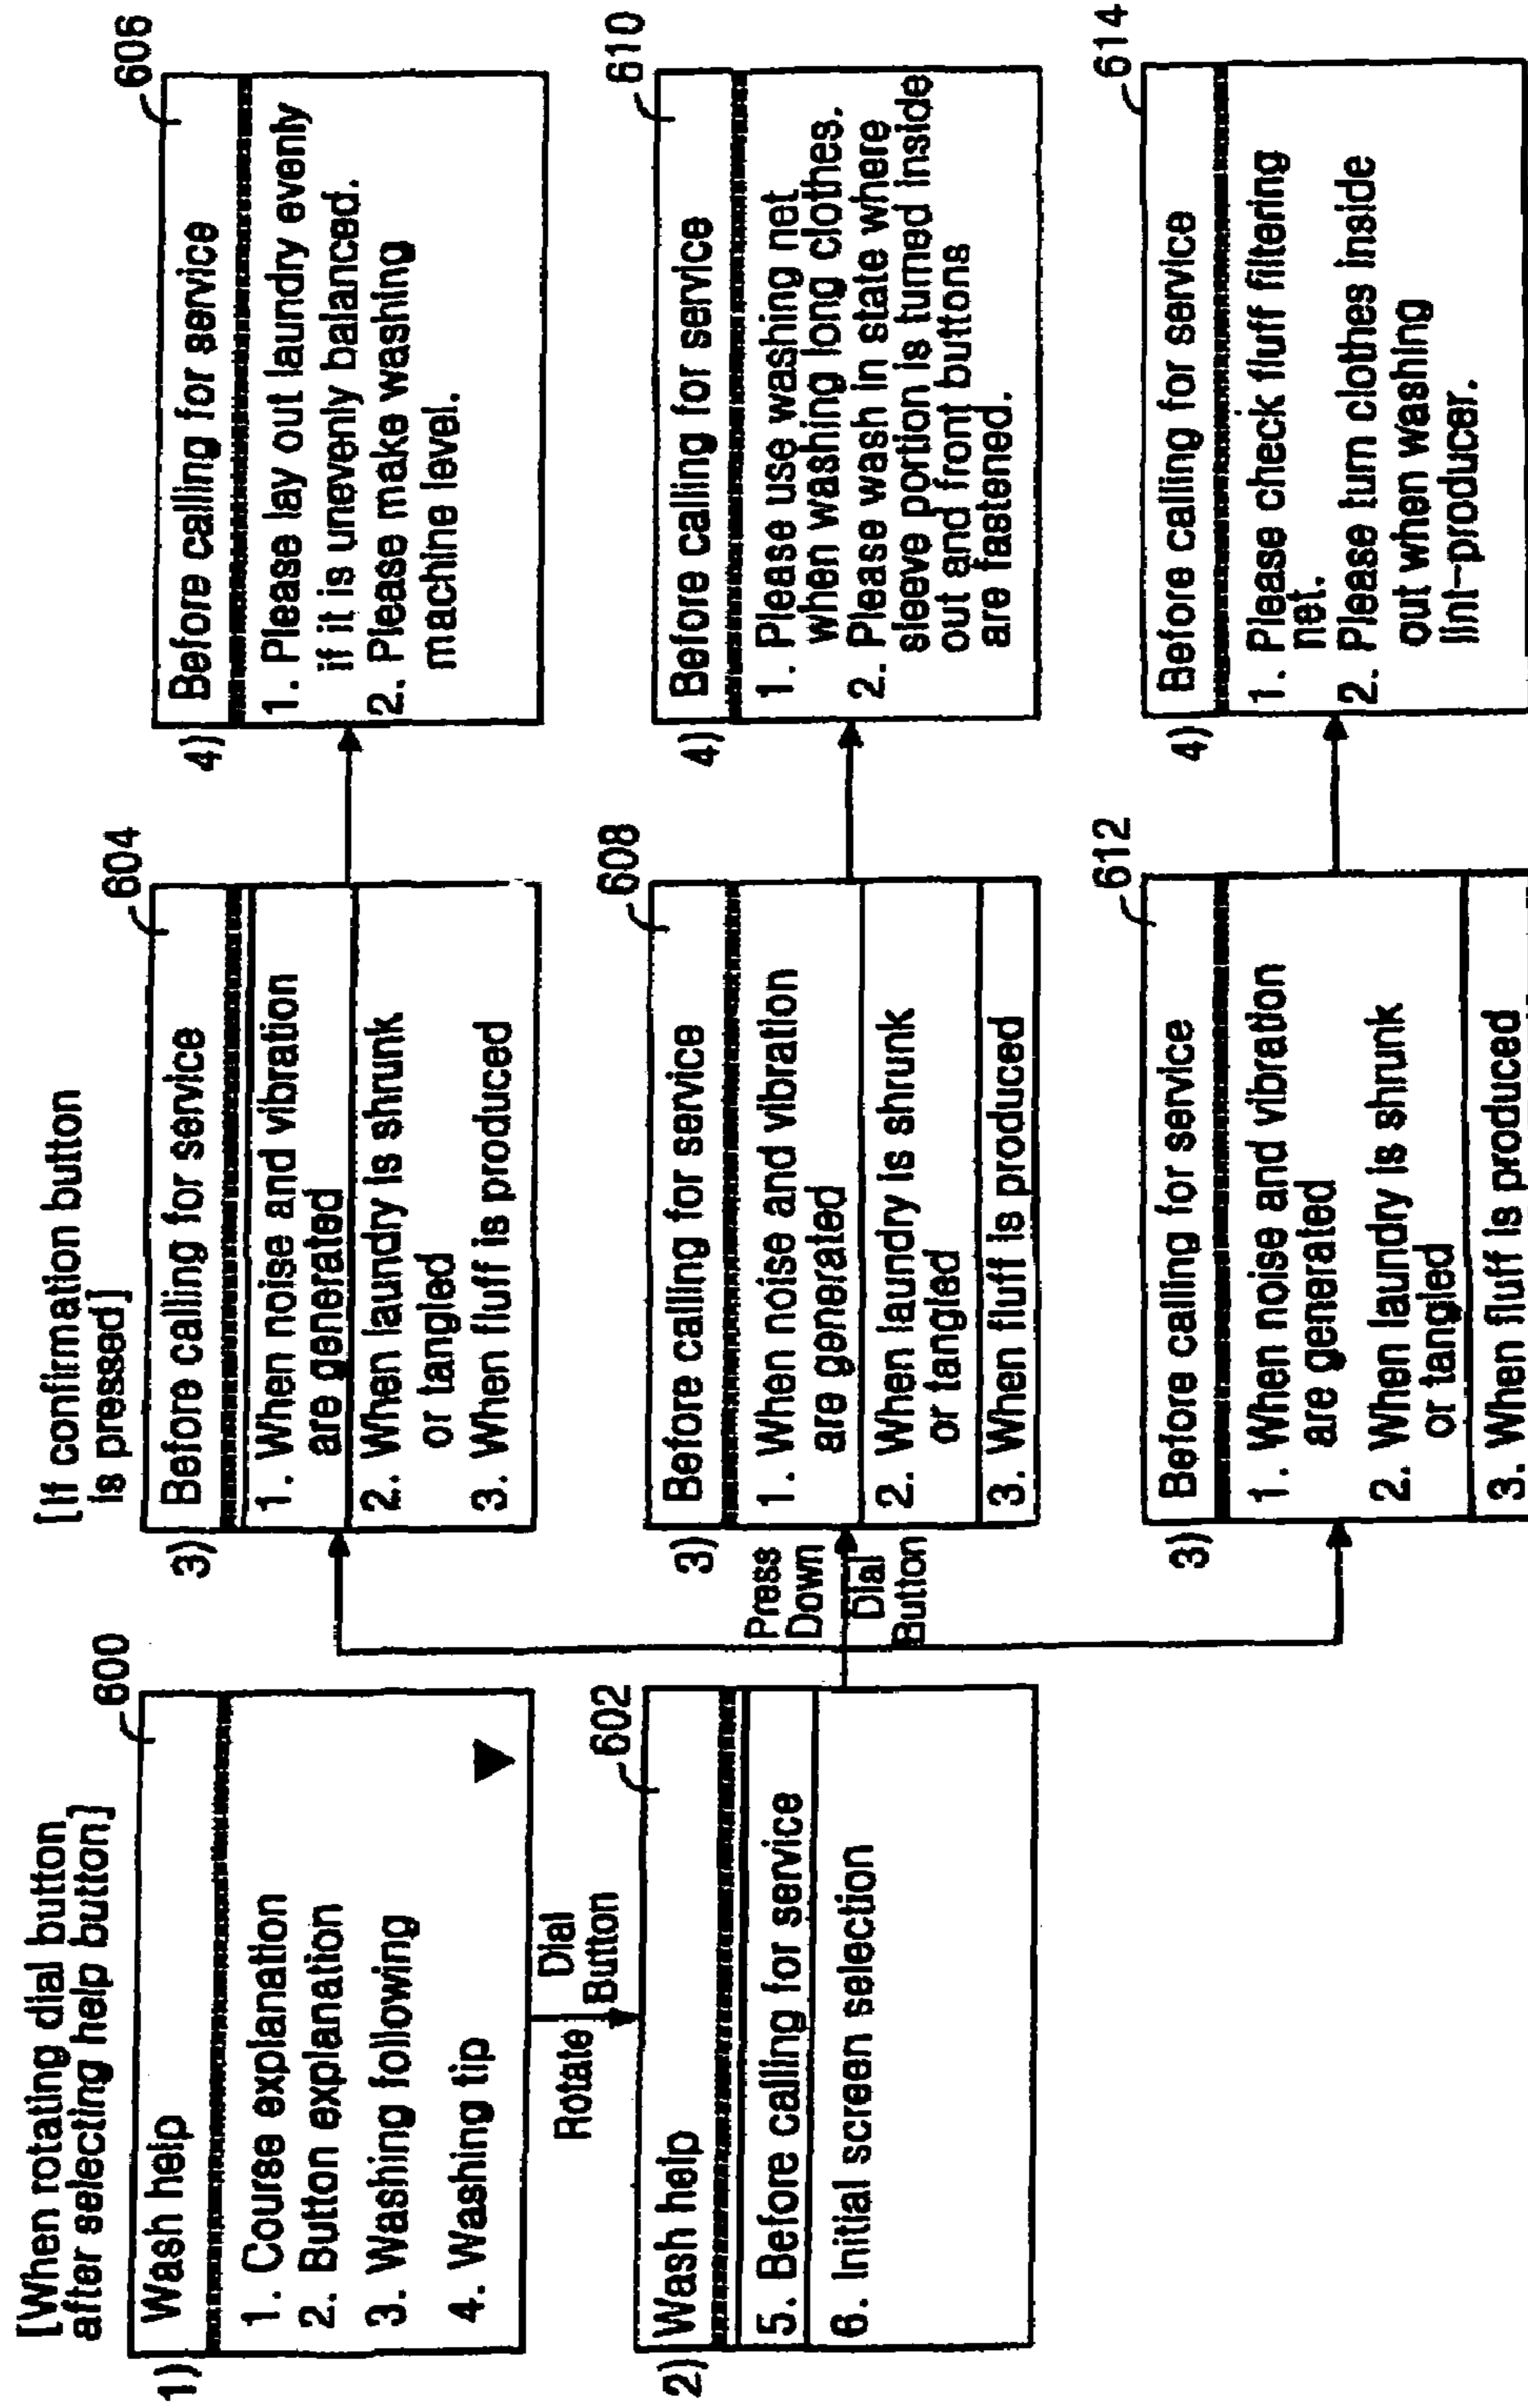 [When rotating dial button
after selecting help button]
600
1)
Wash help
1. Course explanation
2. Button explanation
3. Washing following
4. Washing tip
Rotate
Dial
Button
602
2)
Wash help
5. Before calling for service
6. Initial screen selection
Press
Down
Dial
Button
[If confirmation button
is pressed]
604
3)
Before calling for service
1. When noise and vibration
are generated
2. When laundry is shrunk
or tangled
3. When fluff is produced
606
4)
Before calling for service
1. Please lay out laundry evenly
if it is unevenly balanced.
2. Please make washing
machine level.
608
3)
Before calling for service
1. When noise and vibration
are generated
2. When laundry is shrunk
or tangled
3. When fluff is produced
610
4)
Before calling for service
1. Please use washing net
when washing long clothes.
2. Please wash in state where
sleeve portion is turned inside
out and front buttons
are fastened.
612
3)
Before calling for service
1. When noise and vibration
are generated
2. When laundry is shrunk
or tangled
3. When fluff is produced
614
4)
Before calling for service
1. Please check fluff filtering
net.
2. Please turn clothes inside
out when washing
lint-producer.